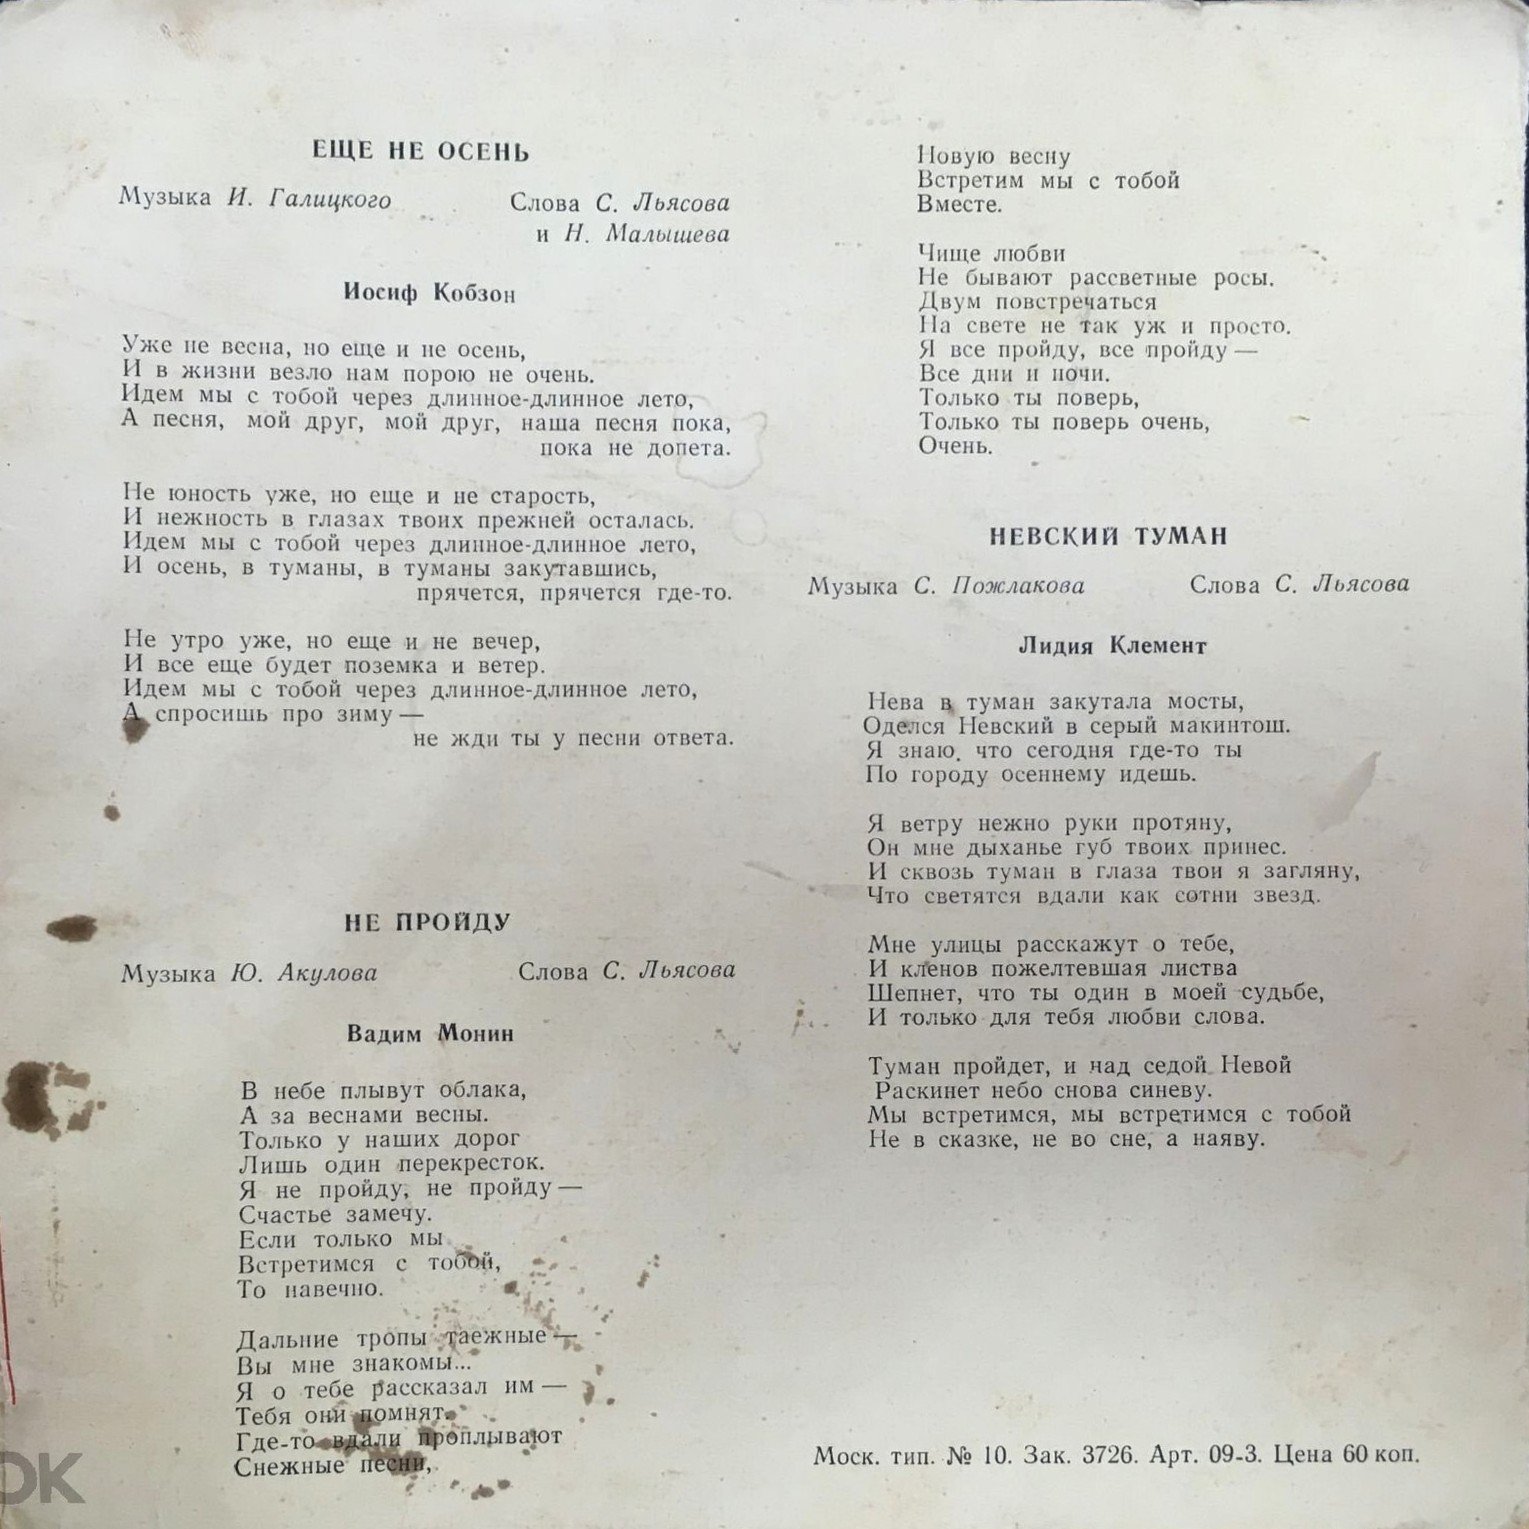 ЕЩЕ НЕ ОСЕНЬ
Музыка И. Галицкого Слова С. Льясова
и Н. Малышева
Иосиф Кобзон
Уже не весна, но еще и не осень,
И в жизни везло нам порою не очень.
Идем мы с тобой через длинное-длинное лето,
А песня, мой друг, мой друг, наша песня пока,
пока не допета.
Не юность уже, но еще и не старость,
И нежность в глазах твоих прежней осталась.
Идем мы с тобой через длинное-длинное лето,
И осень, в туманы, в туманы закутавшись,
прячется, прячется где-то.
Не утро уже, но еще и не вечер,
И все еще будет поземка и ветер.
Идем мы с тобой через длинное-длинное лето,
А спросишь про зиму —
не жди ты у песни ответа.
НЕ ПРОЙДУ
Музыка Ю. Акулова Слова С. Льясова
Вадим Монин
В небе плывут облака,
А за веснами весны.
Только у наших дорог
Лишь один перекресток.
Я не пройду, не пройду —
Счастье замечу.
Если только мы
Встретимся с тобой,
То навечно.
Дальние тропы таежные —
Вы мне знакомы...
Я о тебе рассказал им —
Тебя они помнят.
Где-то вдали проплывают
Снежные песни,
Новую весну
Встретим мы с тобой
Вместе.
Чище любви
Не бывают рассветные росы.
Двум повстречаться
На свете не так уж и просто.
Я все пройду, все пройду —
Все дни и ночи.
Только ты поверь,
Только ты поверь очень,
Очень.
НЕВСКИЙ ТУМАН
Музыка С. Пожлакова Слова С. Льясова
Лидия Клемент
Нева в туман закутала мосты,
Оделся Невский в серый макинтош.
Я знаю, что сегодня где-то ты
По городу осеннему идешь.
Я ветру нежно руки протяну,
Он мне дыханье губ твоих принес.
И сквозь туман в глаза твои я загляну,
Что светятся вдали как сотни звезд.
Мне улицы расскажут о тебе,
И кленов пожелтевшая листва
Шепнет, что ты один в моей судьбе,
И только для тебя любви слова.
Туман пройдет, и над седой Невой
Раскинет небо снова синеву.
Мы встретимся, мы встретимся с тобой
Не в сказке, не во сне, а наяву.
Моск. тип. № 10. Зак. 3726. Арт. 09-3. Цена 60 коп.
ОК